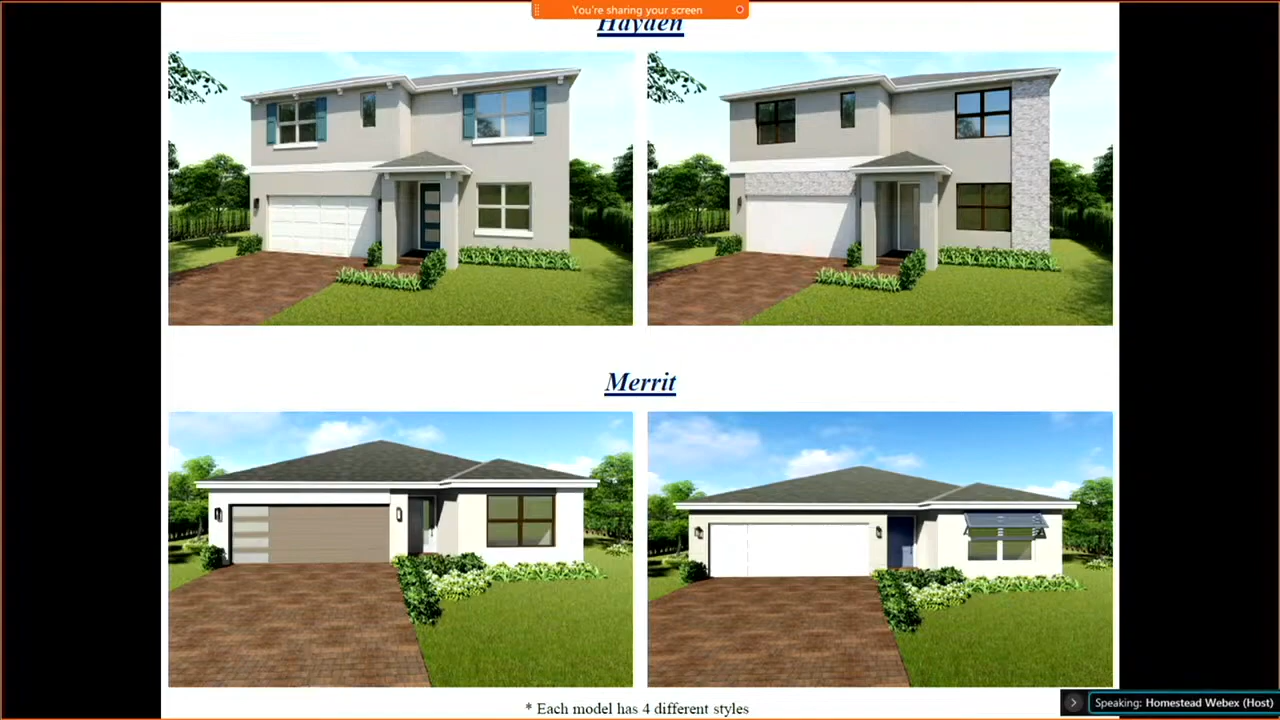 You're sharing your screen
Hayden
Merrit
* Each model has 4 different styles
Speaking: Homestead Webex (Host)